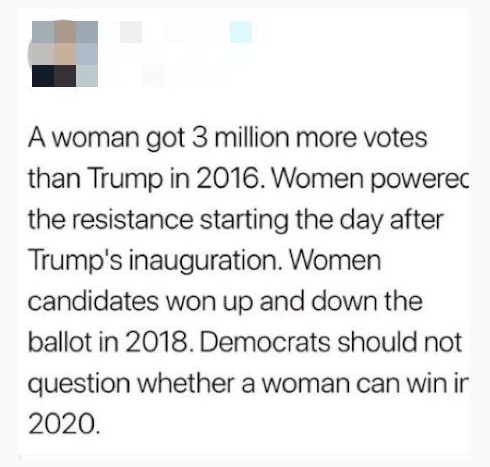 A woman got 3 million more votes
than Trump in 2016. Women powered
the resistance starting the day after
Trump's inauguration. Women
candidates won up and down the
ballot in 2018. Democrats should not
question whether a woman can win in
2020.